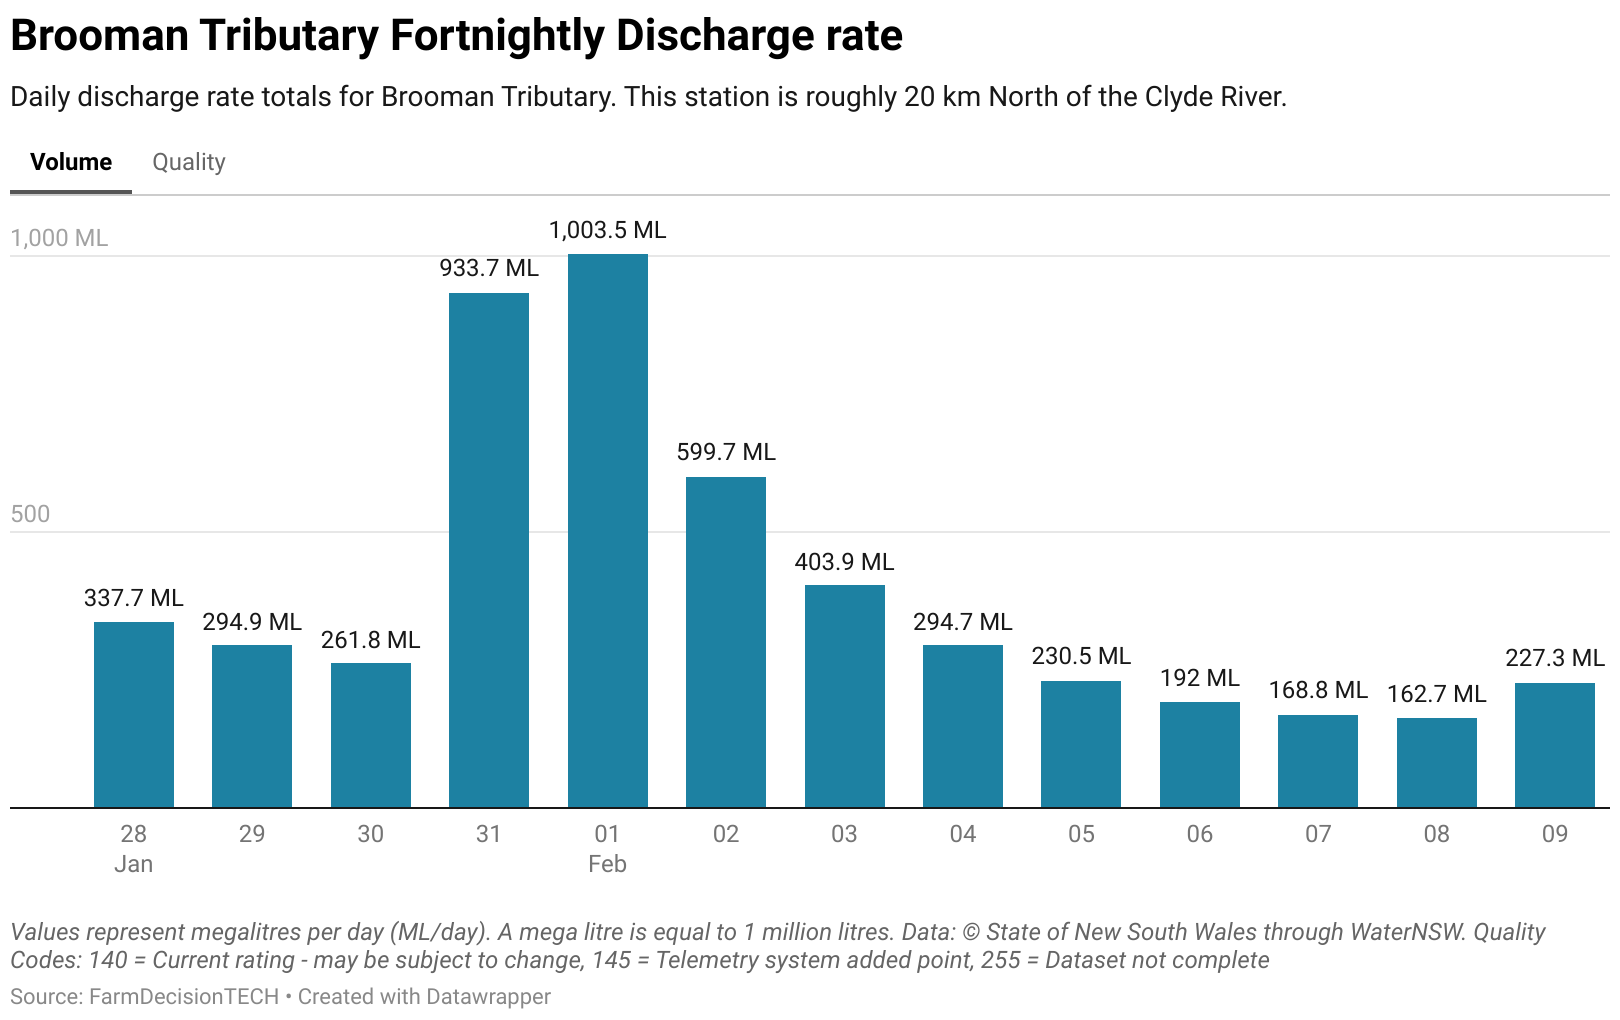 Brooman Tributary Fortnightly Discharge rate
Daily discharge rate totals for Brooman Tributary. This station is roughly 20 km North of the Clyde River.
Volume Quality
1,000 ML
500
337.7 ML
294.9 ML
261.8 ML
933.7 ML
1,003.5 ML
599.7 ML
403.9 ML
294.7 ML
230.5 ML
192 ML
168.8 ML
162.7 ML
227.3 ML
28 29 30 31 01 02 03 04 05 06 07 08 09
Jan Feb
Values represent megalitres per day (ML/day). A mega litre is equal to 1 million litres. Data: © State of New South Wales through WaterNSW. Quality
Codes: 140 = Current rating - may be subject to change, 145 = Telemetry system added point, 255 = Dataset not complete
Source: FarmDecisionTECH • Created with Datawrapper